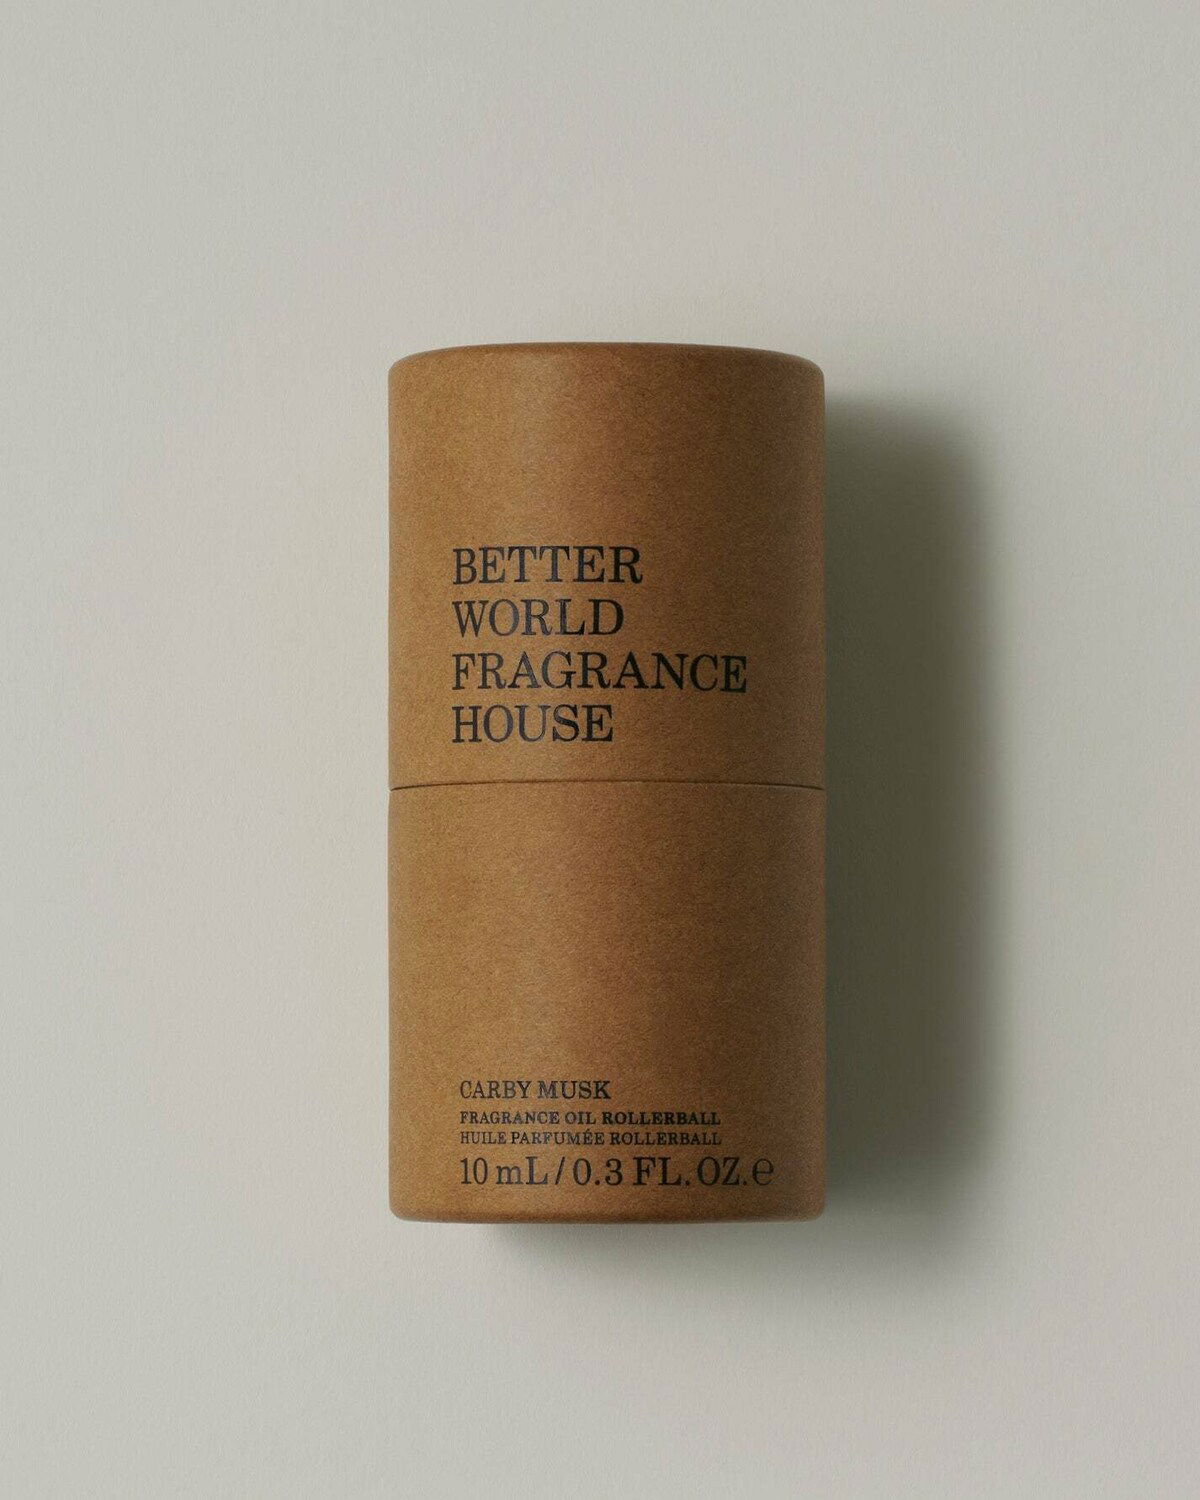 BETTER
WORLD
FRAGRANCE
HOUSE
CARBY MUSK
FRAGRANCE OIL ROLLERBALL
HUILE PARFUMÉE ROLLERBALL
10 mL / 0.3 FL. OZ. ℮